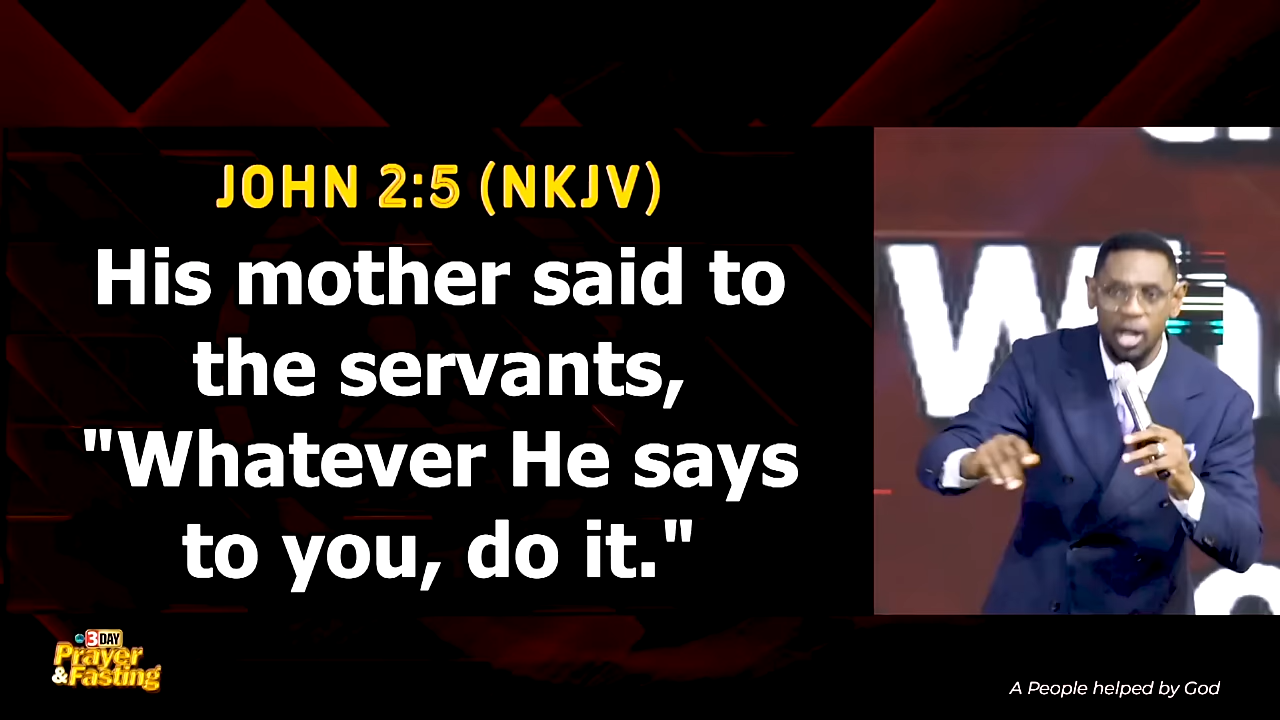 JOHN 2:5 (NKJV)
His mother said to
the servants,
"Whatever He says
to you, do it."
3 DAY
Prayer
&Fasting
A People helped by God